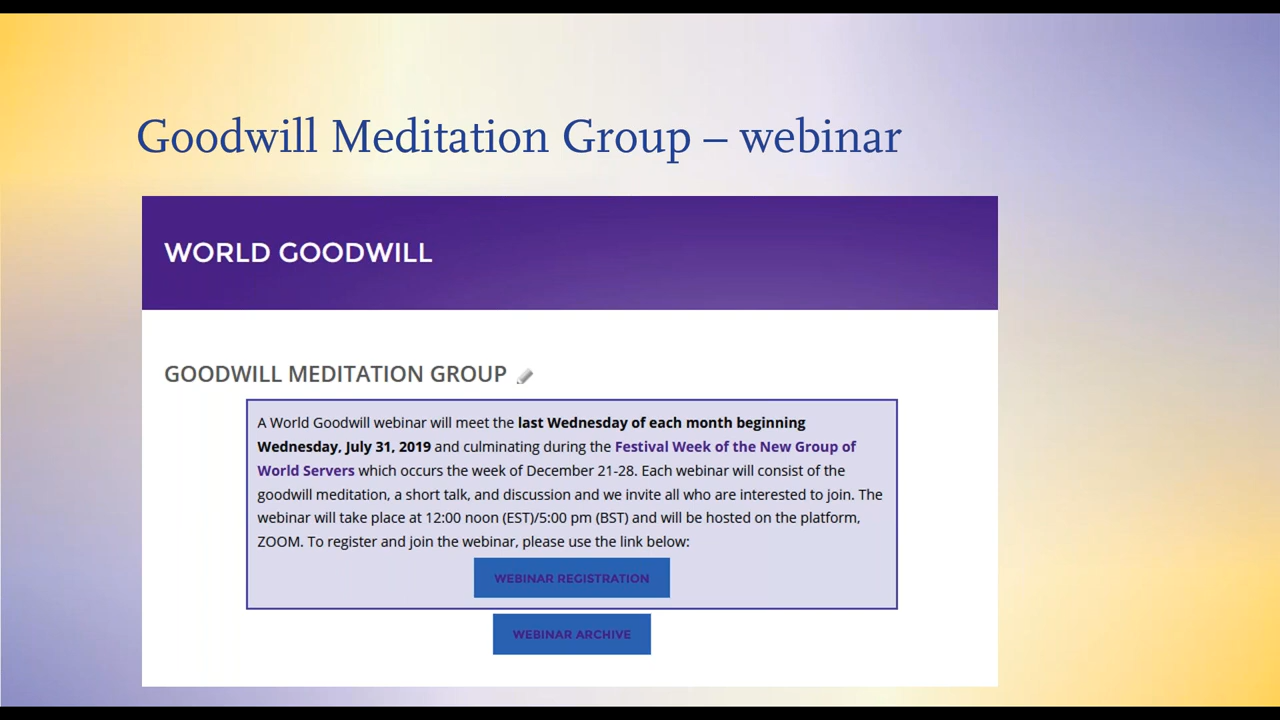 Goodwill Meditation Group – webinar
WORLD GOODWILL
GOODWILL MEDITATION GROUP
A World Goodwill webinar will meet the last Wednesday of each month beginning
Wednesday, July 31, 2019 and culminating during the Festival Week of the New Group of
World Servers which occurs the week of December 21-28. Each webinar will consist of the
goodwill meditation, a short talk, and discussion and we invite all who are interested to join. The
webinar will take place at 12:00 noon (EST)/5:00 pm (BST) and will be hosted on the platform,
ZOOM. To register and join the webinar, please use the link below:
WEBINAR REGISTRATION
WEBINAR ARCHIVE